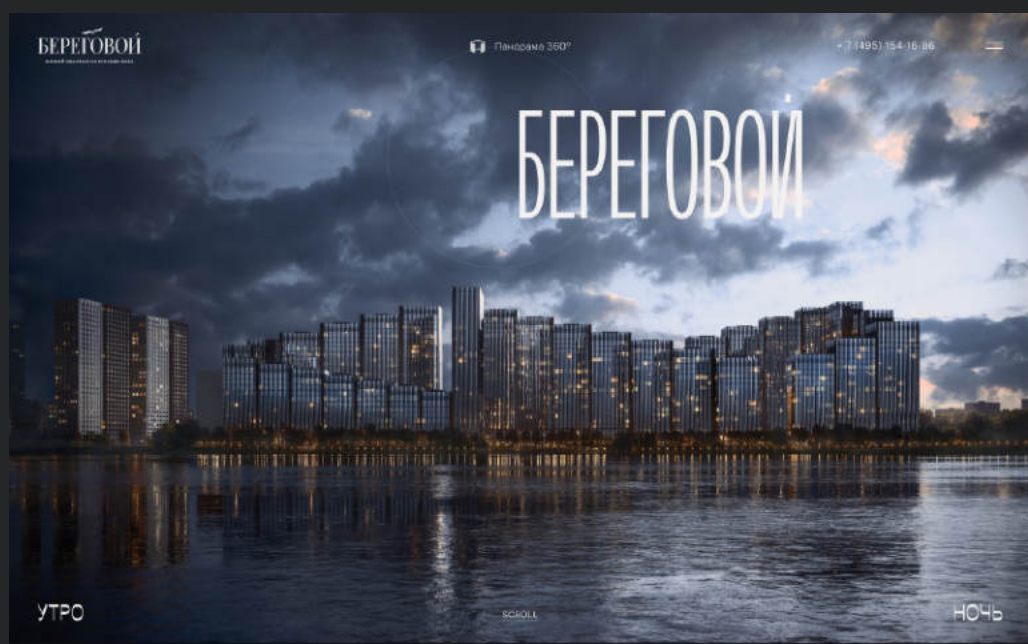 БЕРЕГОВОЙ
Панорама 360°
+ 7 (495) 154-16-86
БЕРЕГОВОЙ
УТРО
SCROLL
НОЧЬ